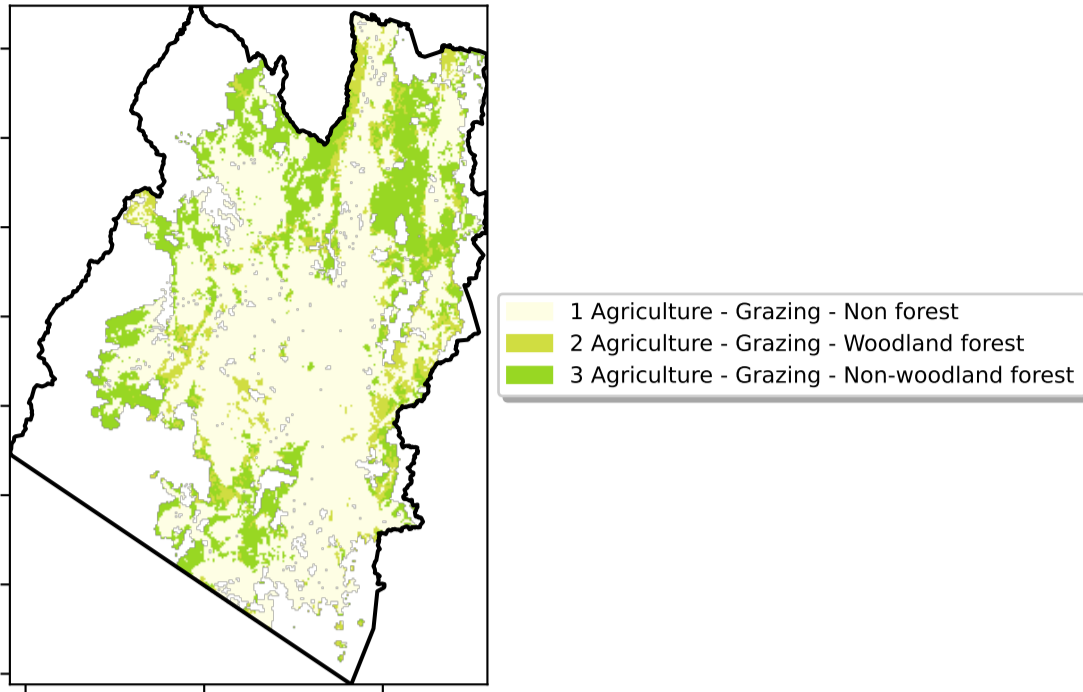 1 Agriculture - Grazing - Non forest
2 Agriculture - Grazing - Woodland forest
3 Agriculture - Grazing - Non-woodland forest